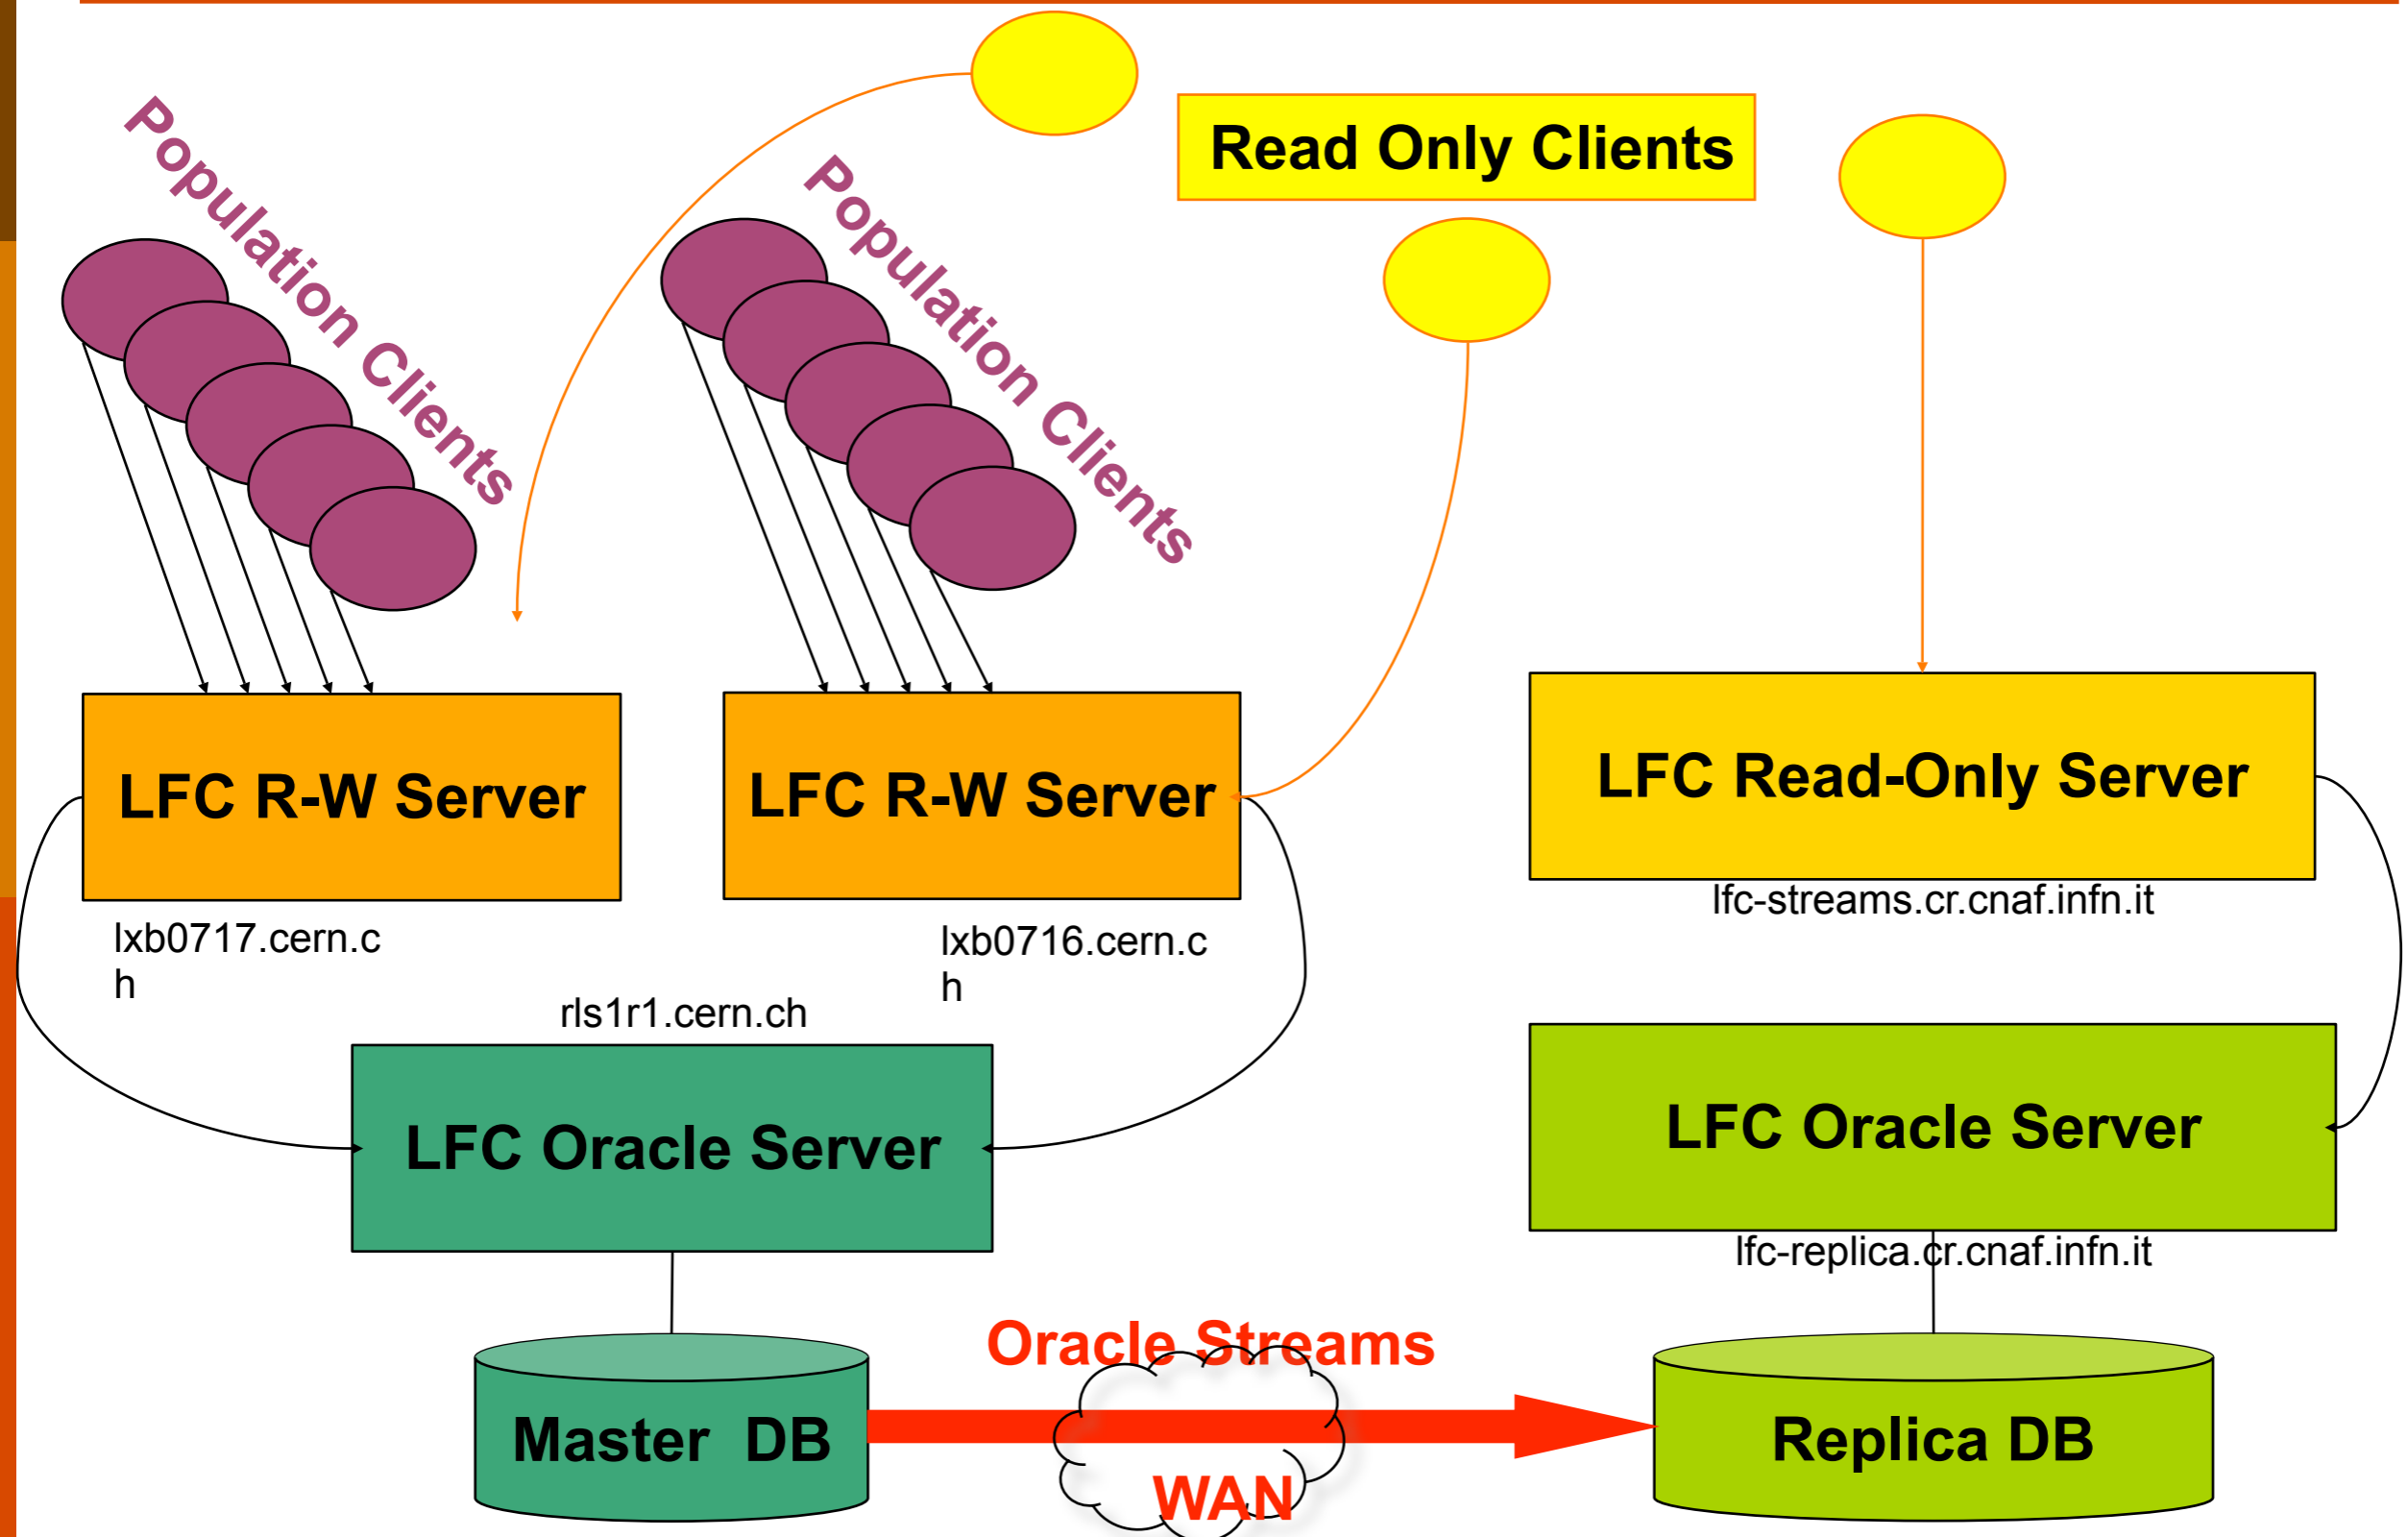 Read Only Clients
Population Clients
Population Clients
LFC R-W Server
LFC R-W Server
LFC Read-Only Server
lxb0717.cern.c
h
lxb0716.cern.c
h
lfc-streams.cr.cnaf.infn.it
rls1r1.cern.ch
LFC Oracle Server
LFC Oracle Server
lfc-replica.cr.cnaf.infn.it
Oracle Streams
Master DB
WAN
Replica DB